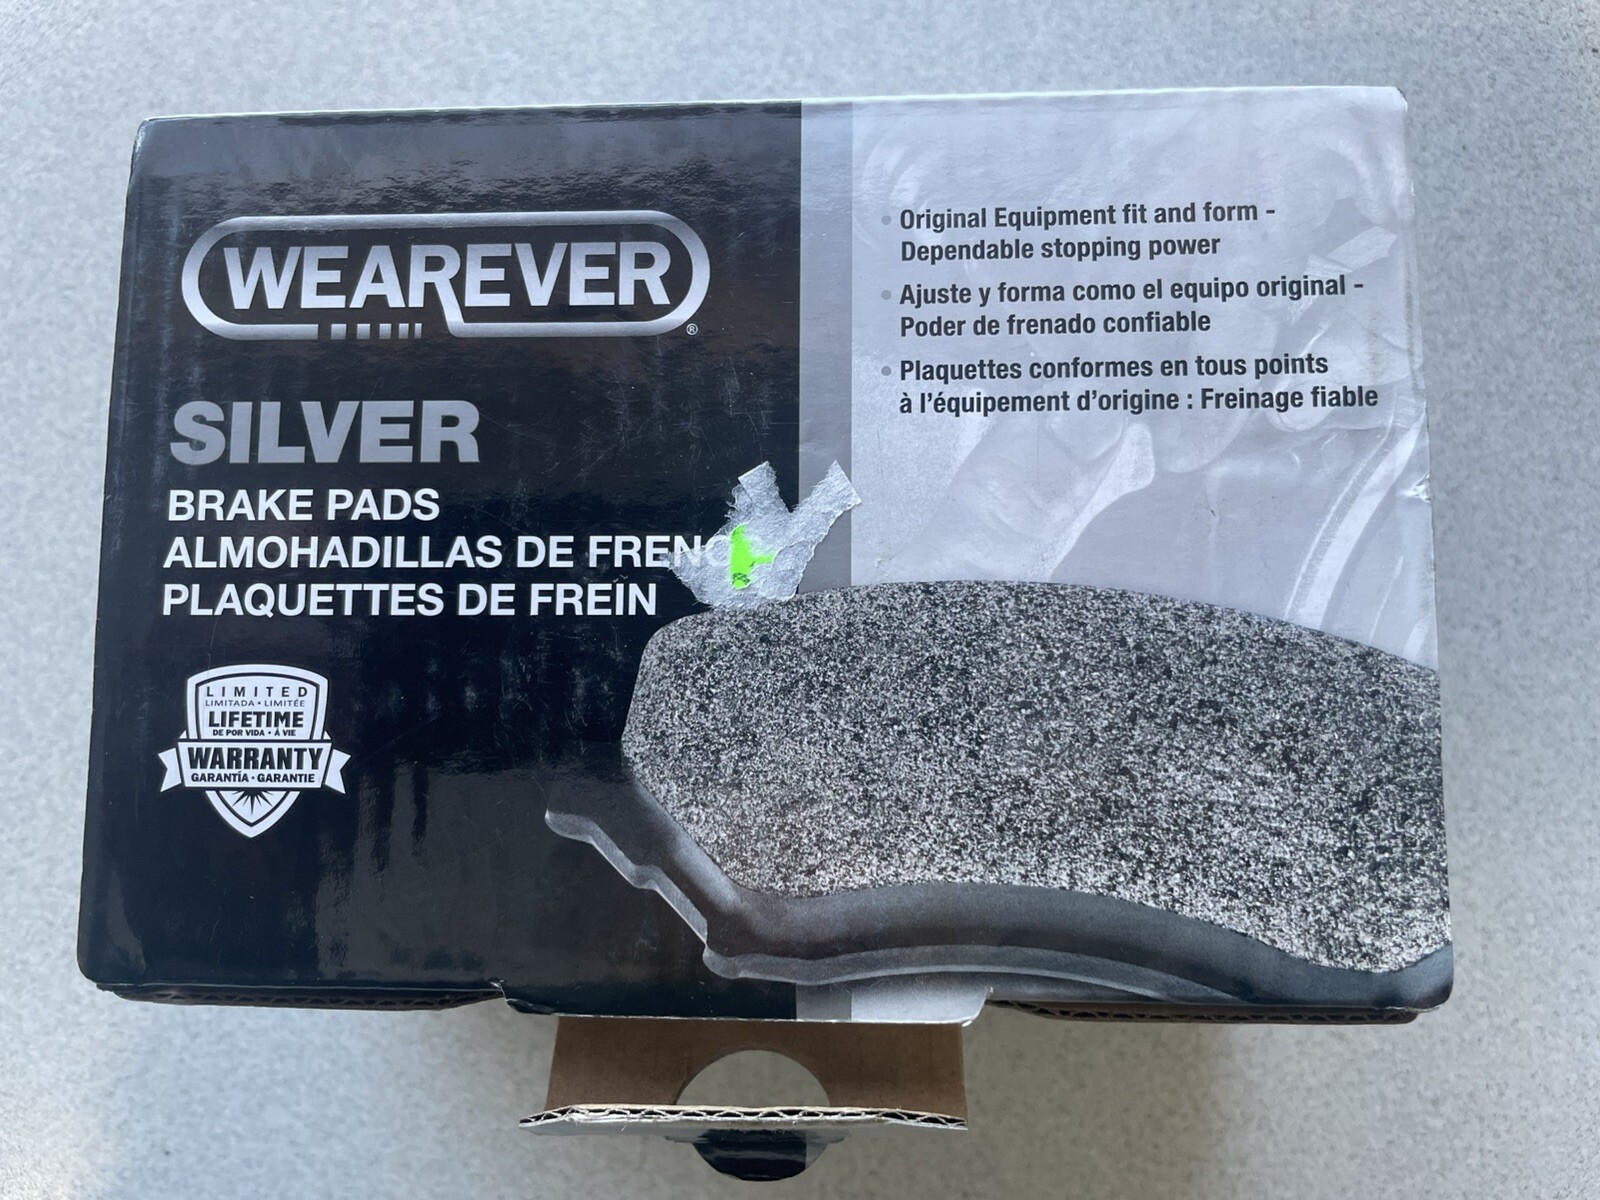 WEAREVER
®
SILVER
BRAKE PADS
ALMOHADILLAS DE FRENO
PLAQUETTES DE FREIN
LIMITED
LIMITADA • LIMITÉE
LIFETIME
DE POR VIDA • À VIE
WARRANTY
GARANTÍA • GARANTIE
• Original Equipment fit and form -
Dependable stopping power
• Ajuste y forma como el equipo original -
Poder de frenado confiable
• Plaquettes conformes en tous points
à l'équipement d'origine : Freinage fiable